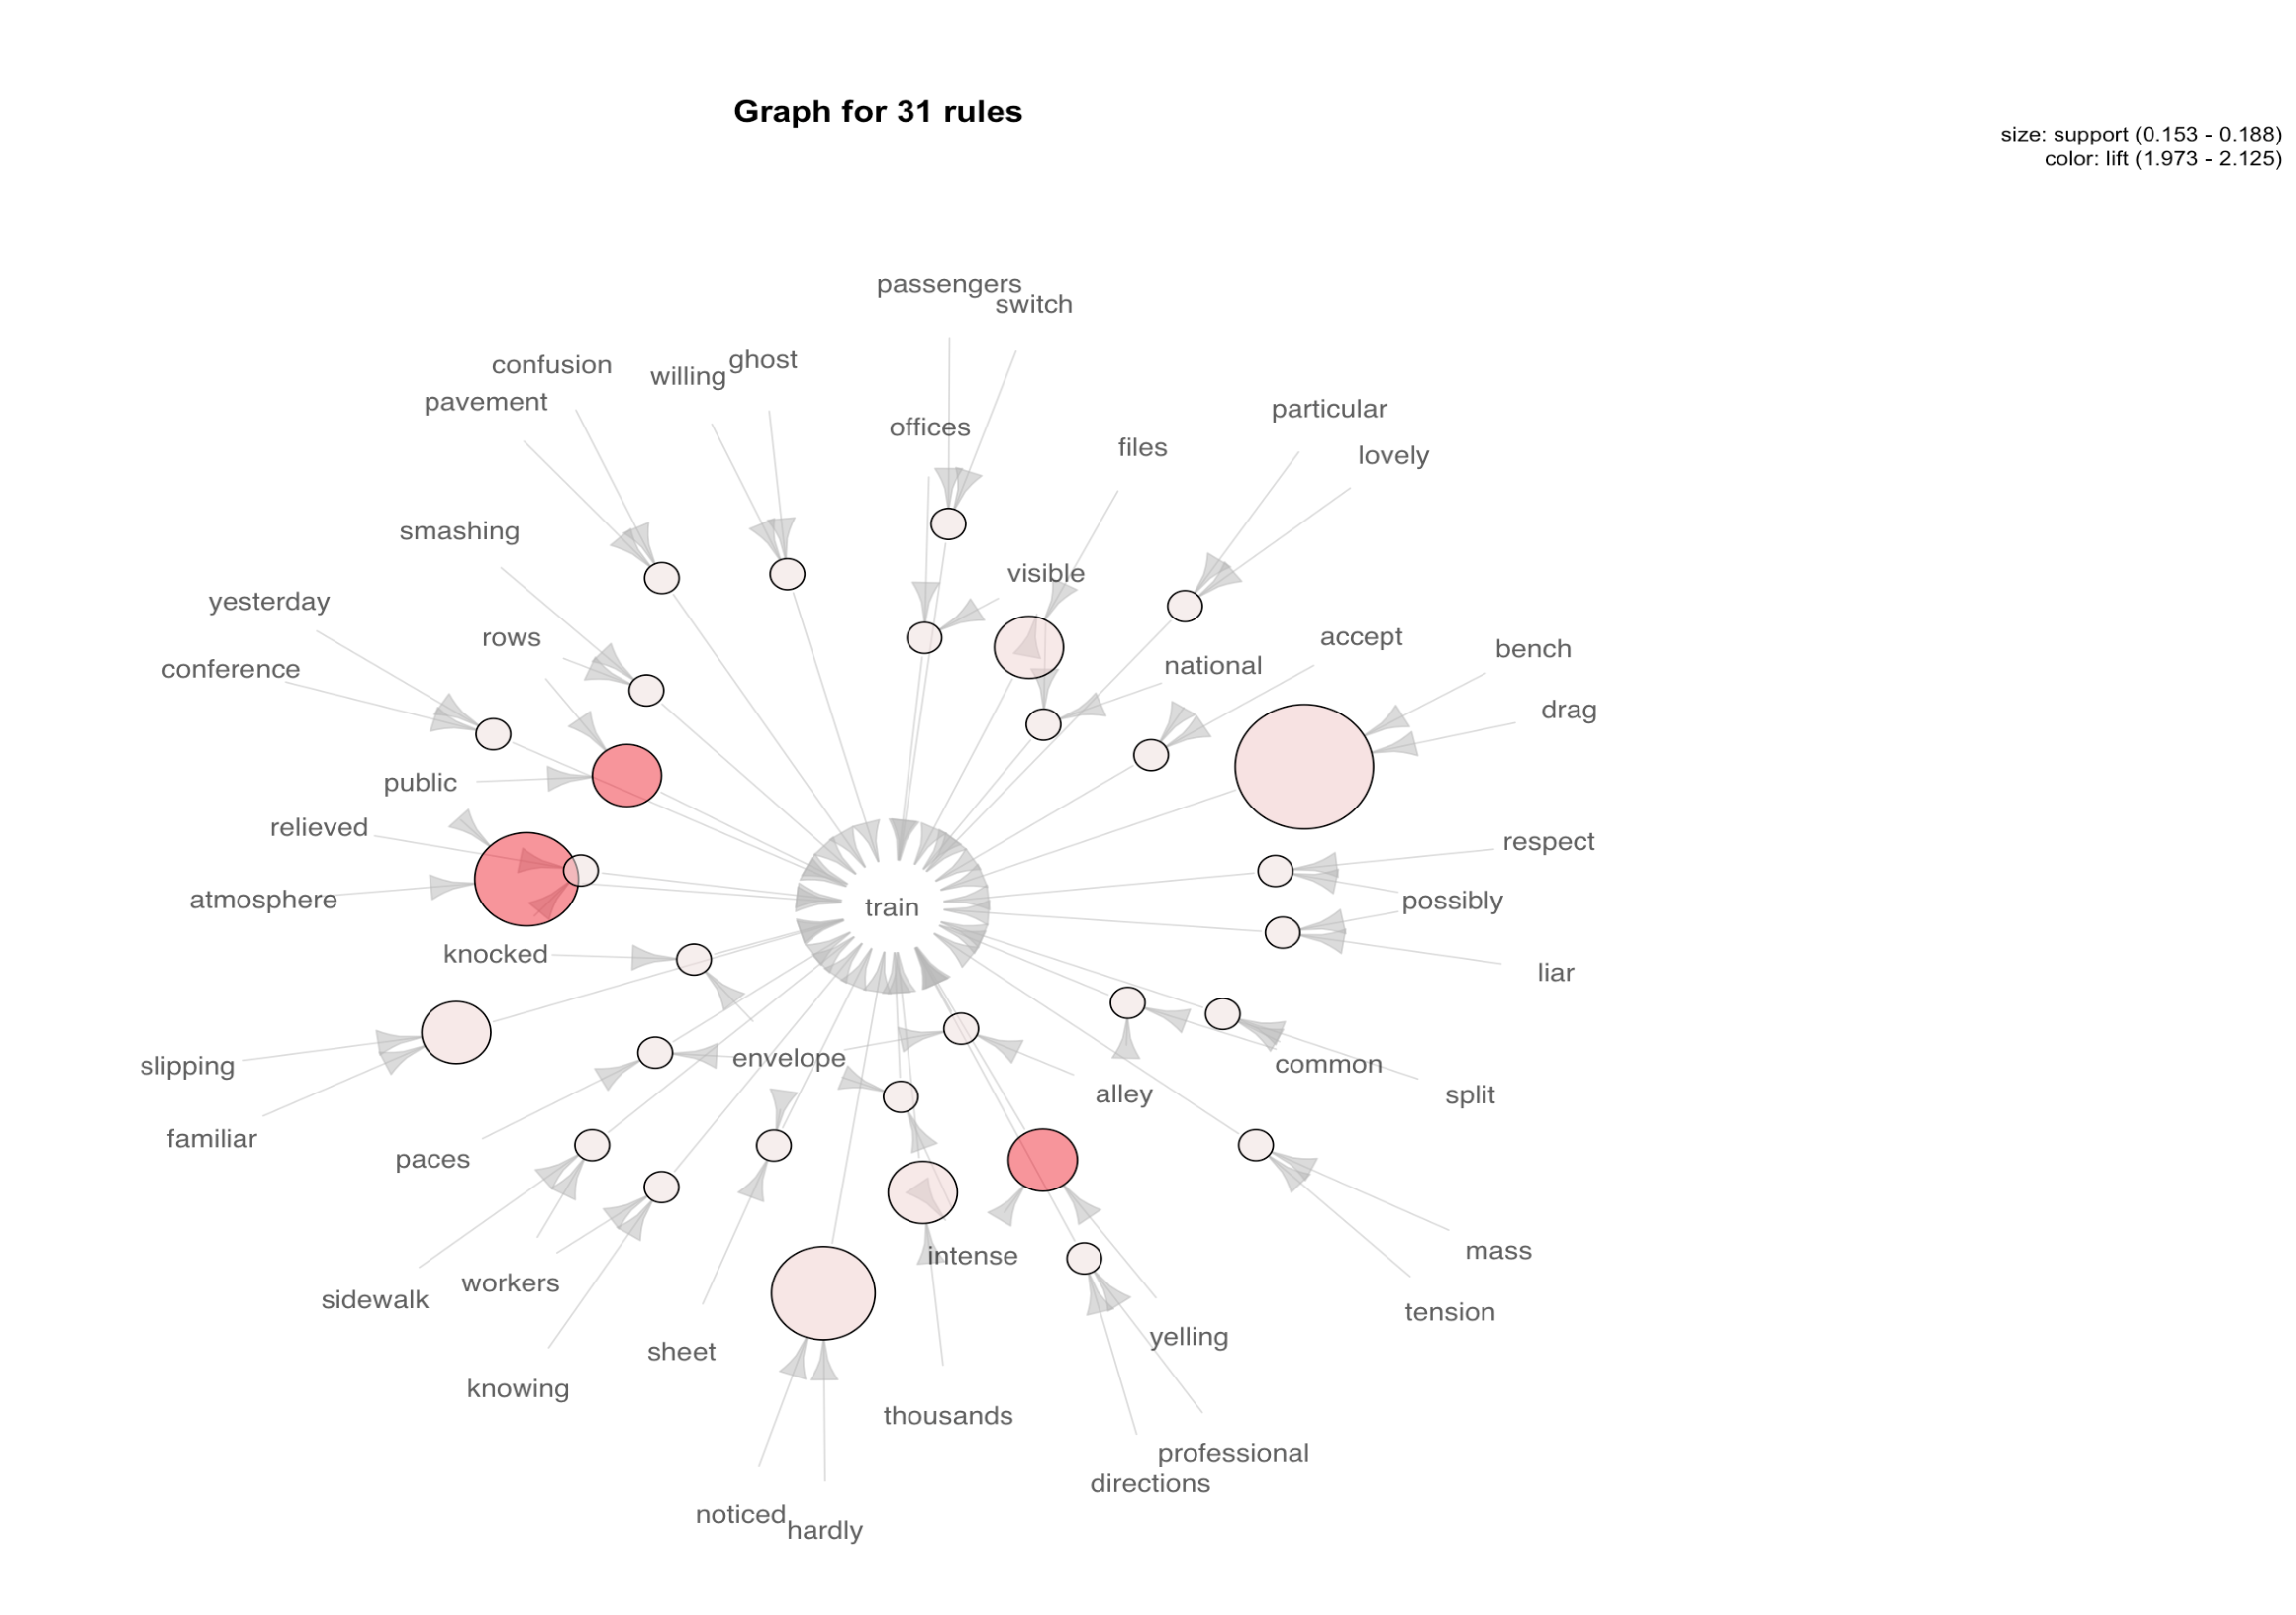 Graph for 31 rules
size: support (0.153 - 0.188)
color: lift (1.973 - 2.125)
passengers
switch
ghost
confusion
willing
pavement
particular
offices
files
lovely
smashing
visible
yesterday
rows
accept
bench
national
conference
drag
public
relieved
respect
atmosphere
possibly
train
knocked
liar
envelope
common
slipping
alley
split
familiar
paces
mass
intense
workers
sidewalk
tension
yelling
sheet
knowing
thousands
professional
directions
noticed
hardly